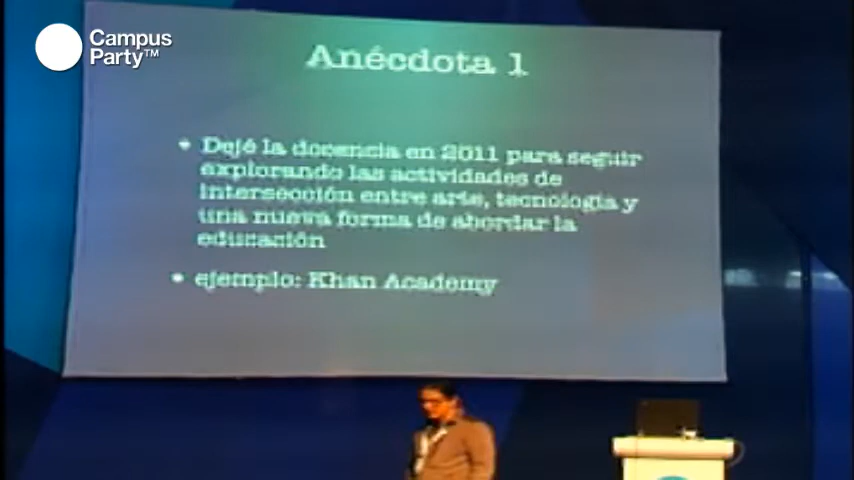 Campus
Party™
Anécdota 1
• Dejé la docencia en 2011 para seguir
explorando las actividades de
intersección entre arte, tecnología y
una nueva forma de abordar la
educación
• ejemplo: Khan Academy